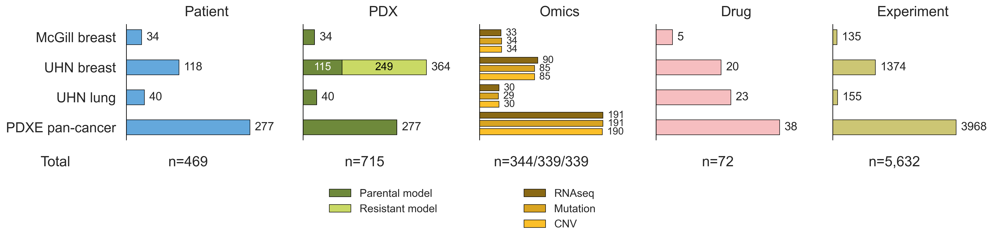 Patient PDX Omics Drug Experiment
McGill breast 34 34 33 34 34 5 135
UHN breast 118 115 249 364 90 85 85 20 1374
UHN lung 40 40 30 29 30 23 155
PDXE pan-cancer 277 277 191 191 190 38 3968
Total n=469 n=715 n=344/339/339 n=72 n=5,632
Parental model RNAseq
Resistant model Mutation
CNV